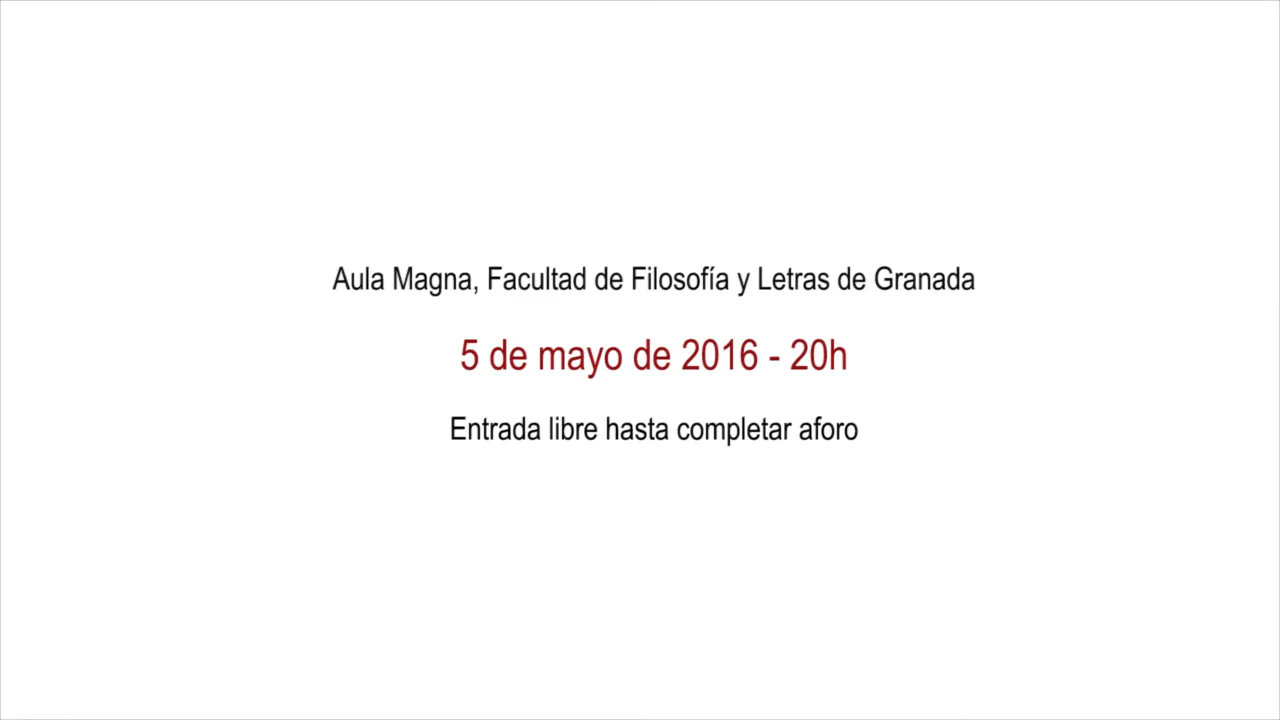 Aula Magna, Facultad de Filosofía y Letras de Granada
5 de mayo de 2016 - 20h
Entrada libre hasta completar aforo